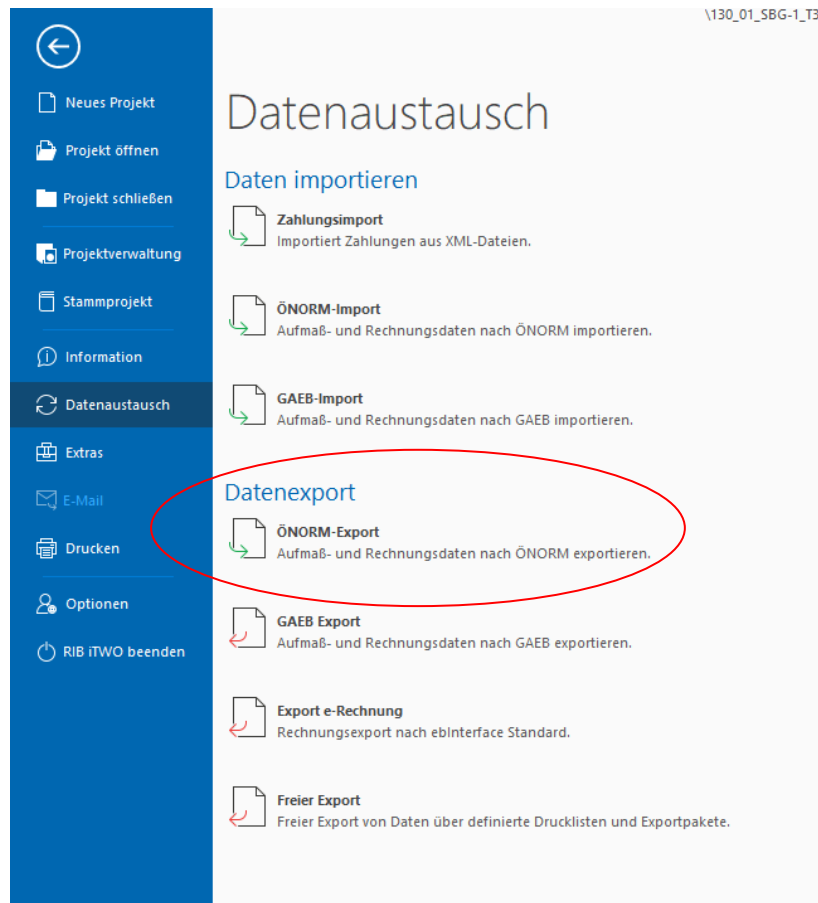 \130_01_SBG-1_T3
Neues Projekt
Projekt öffnen
Projekt schließen
Projektverwaltung
Stammprojekt
Information
Datenaustausch
Extras
E-Mail
Drucken
Optionen
RIB iTWO beenden
Datenaustausch
Daten importieren
Zahlungsimport
Importiert Zahlungen aus XML-Dateien.
ÖNORM-Import
Aufmaß- und Rechnungsdaten nach ÖNORM importieren.
GAEB-Import
Aufmaß- und Rechnungsdaten nach GAEB importieren.
Datenexport
ÖNORM-Export
Aufmaß- und Rechnungsdaten nach ÖNORM exportieren.
GAEB Export
Aufmaß- und Rechnungsdaten nach GAEB exportieren.
Export e-Rechnung
Rechnungsexport nach ebInterface Standard.
Freier Export
Freier Export von Daten über definierte Drucklisten und Exportpakete.